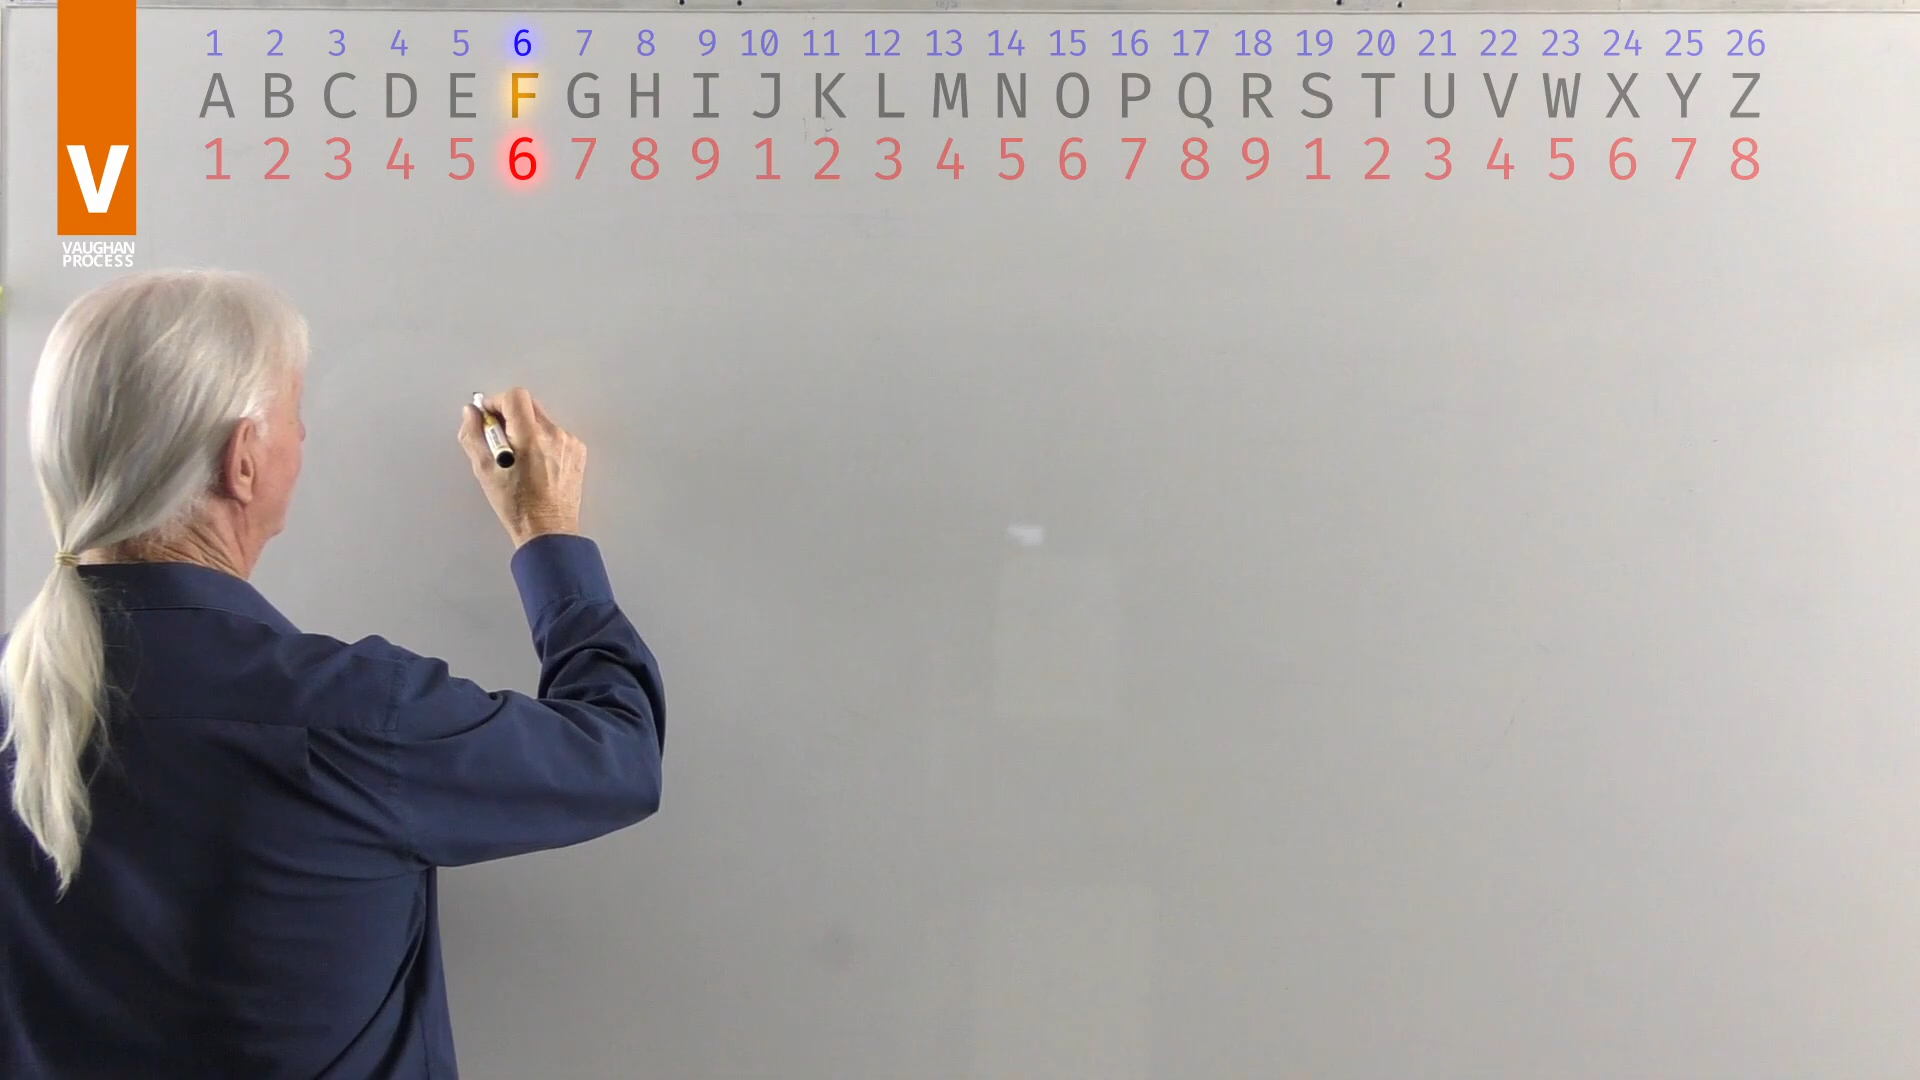 1 2 3 4 5 6 7 8 9 10 11 12 13 14 15 16 17 18 19 20 21 22 23 24 25 26
A B C D E F G H I J K L M N O P Q R S T U V W X Y Z
1 2 3 4 5 6 7 8 9 1 2 3 4 5 6 7 8 9 1 2 3 4 5 6 7 8
V
VAUGHAN
PROCESS